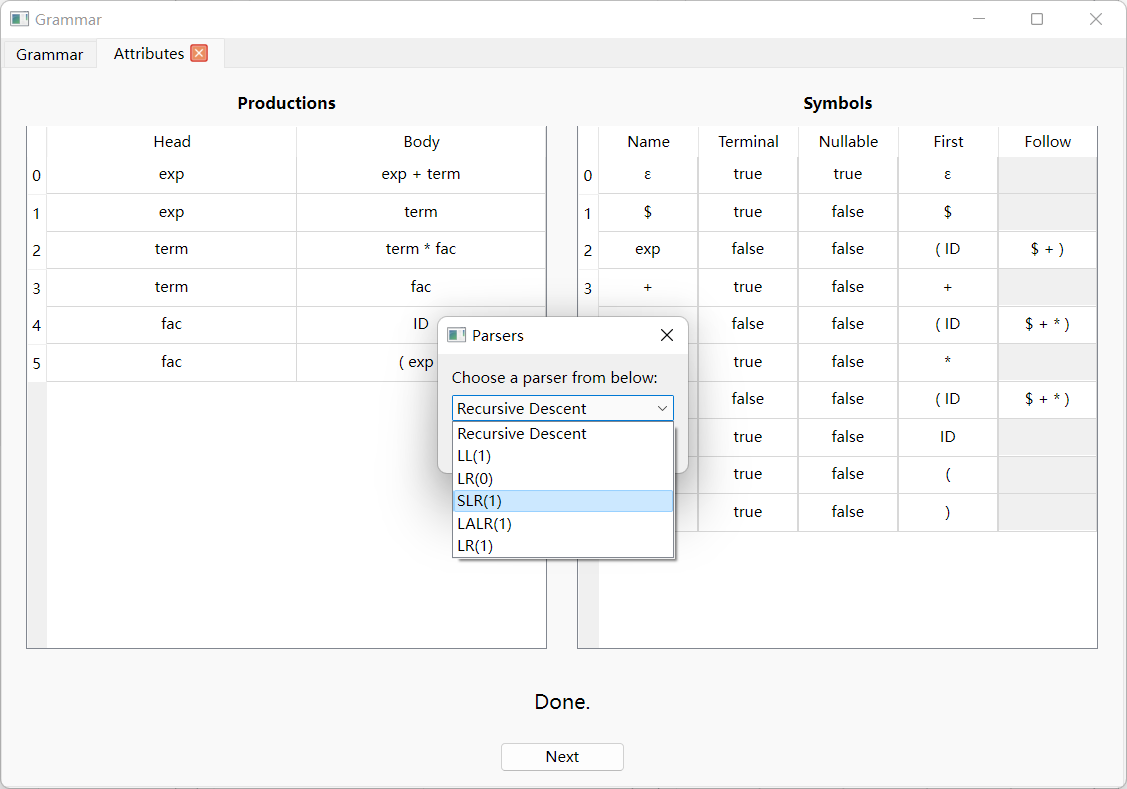 Grammar
Grammar Attributes
Productions Symbols
Head Body
0 exp exp + term
1 exp term
2 term term * fac
3 term fac
4 fac ID
5 fac ( exp
Name Terminal Nullable First Follow
0 ε true true ε
1 $ true false $
2 exp false false ( ID $ + )
3 + true false +
false false ( ID $ + * )
true false *
false false ( ID $ + * )
true false ID
true false (
true false )
Parsers
Choose a parser from below:
Recursive Descent
Recursive Descent
LL(1)
LR(0)
SLR(1)
LALR(1)
LR(1)
Done.
Next